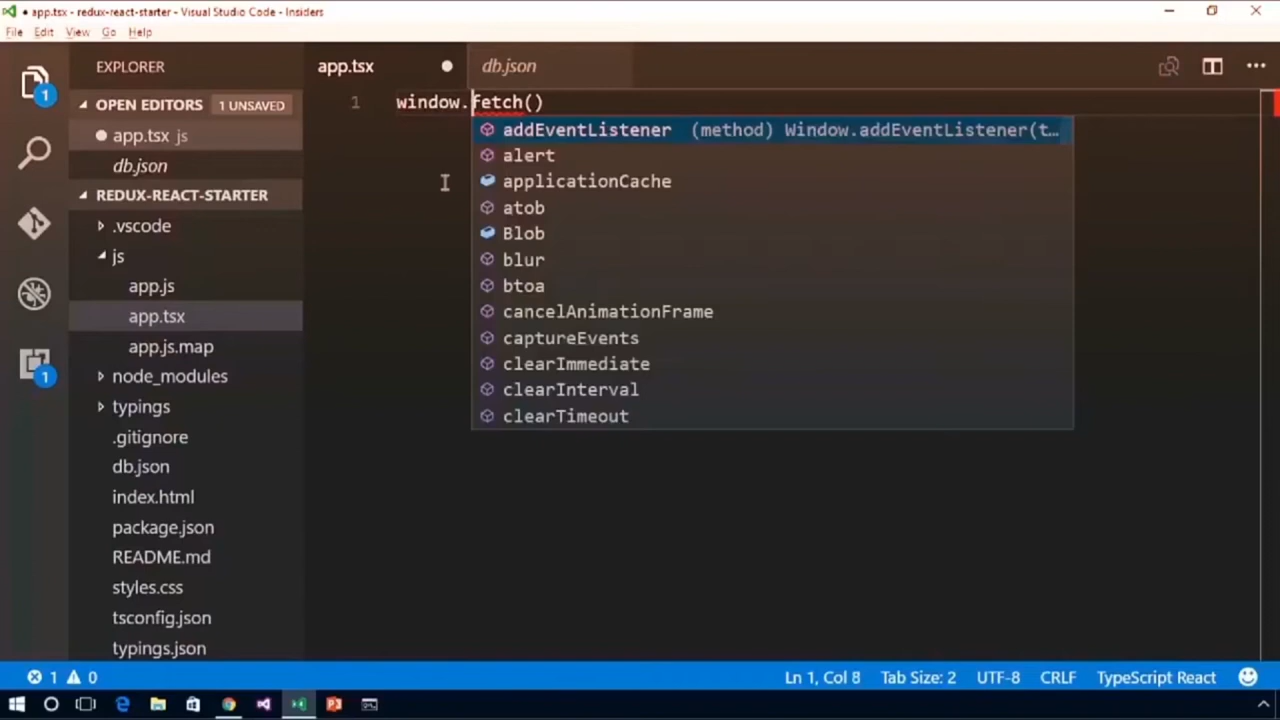 ● app.tsx - redux-react-starter - Visual Studio Code - Insiders
File Edit View Go Help
EXPLORER
OPEN EDITORS 1 UNSAVED
app.tsx js
db.json
REDUX-REACT-STARTER
.vscode
js
app.js
app.tsx
app.js.map
node_modules
typings
.gitignore
db.json
index.html
package.json
README.md
styles.css
tsconfig.json
typings.json
1
1
app.tsx db.json
1 window.fetch()
addEventListener (method) Window.addEventListener(t…
alert
applicationCache
atob
Blob
blur
btoa
cancelAnimationFrame
captureEvents
clearImmediate
clearInterval
clearTimeout
1 0 Ln 1, Col 8 Tab Size: 2 UTF-8 CRLF TypeScript React